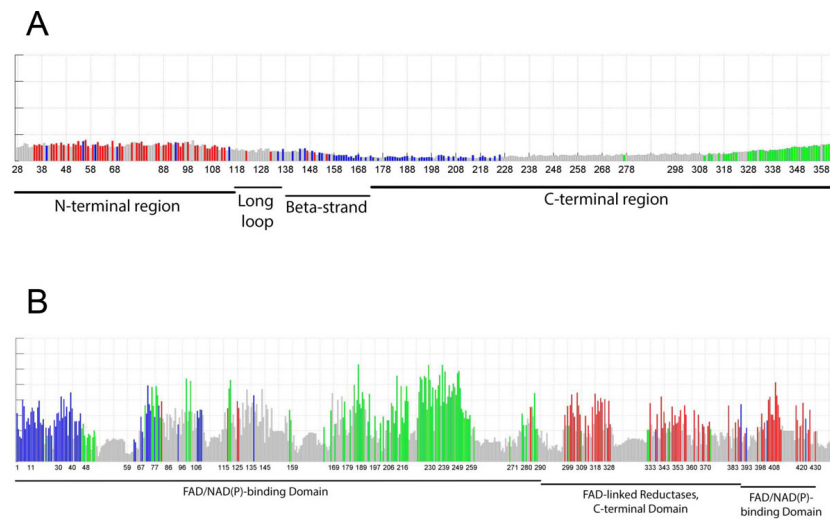 A
28 38 48 58 68 88 98 108 118 128 138 148 158 168 178 188 198 208 218 228 238 248 258 268 278 298 308 318 328 338 348 358
N-terminal region
Long
loop
Beta-strand
C-terminal region
B
1 11 30 40 48 59 69 77 86 96 106 115 125 135 145 159 169 179 189 197 206 216 230 239 249 259 271 280 290 299 309 318 328 333 343 353 360 370 383 393 398 408 420 430
FAD/NAD(P)-binding Domain
FAD-linked Reductases,
C-terminal Domain
FAD/NAD(P)-
binding Domain